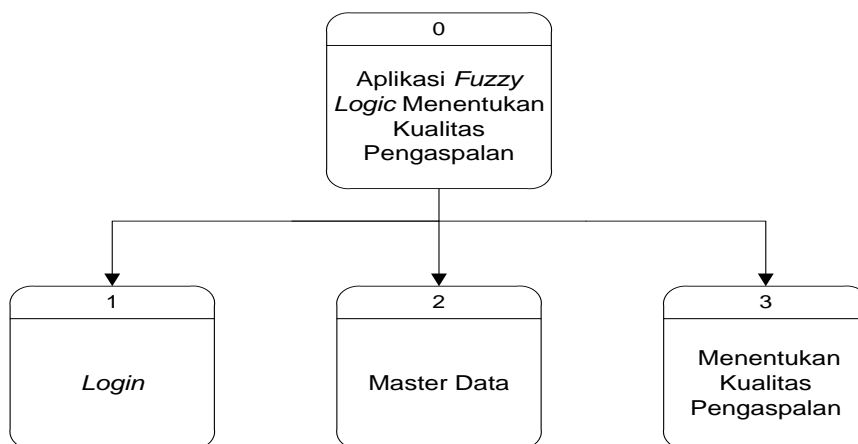 0
Aplikasi Fuzzy
Logic Menentukan
Kualitas
Pengaspalan
1
Login
2
Master Data
3
Menentukan
Kualitas
Pengaspalan